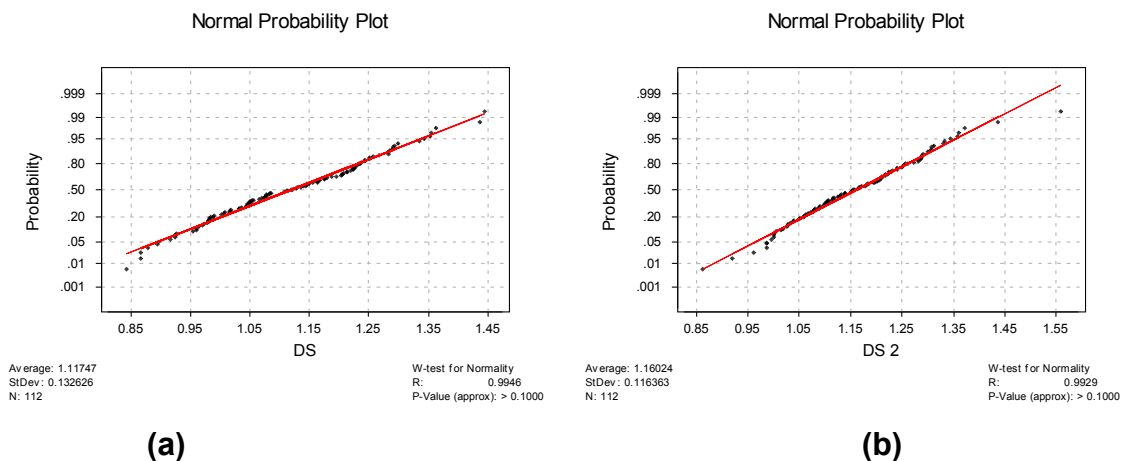 Normal Probability Plot
.999
.99
.95
.80
.50
.20
.05
.01
.001
Probability
0.85 0.95 1.05 1.15 1.25 1.35 1.45
DS
Average: 1.11747
StDev: 0.132626
N: 112
W-test for Normality
R: 0.9946
P-Value (approx): > 0.1000
(a)
Normal Probability Plot
.999
.99
.95
.80
.50
.20
.05
.01
.001
Probability
0.85 0.95 1.05 1.15 1.25 1.35 1.45 1.55
DS 2
Average: 1.16024
StDev: 0.116363
N: 112
W-test for Normality
R: 0.9929
P-Value (approx): > 0.1000
(b)